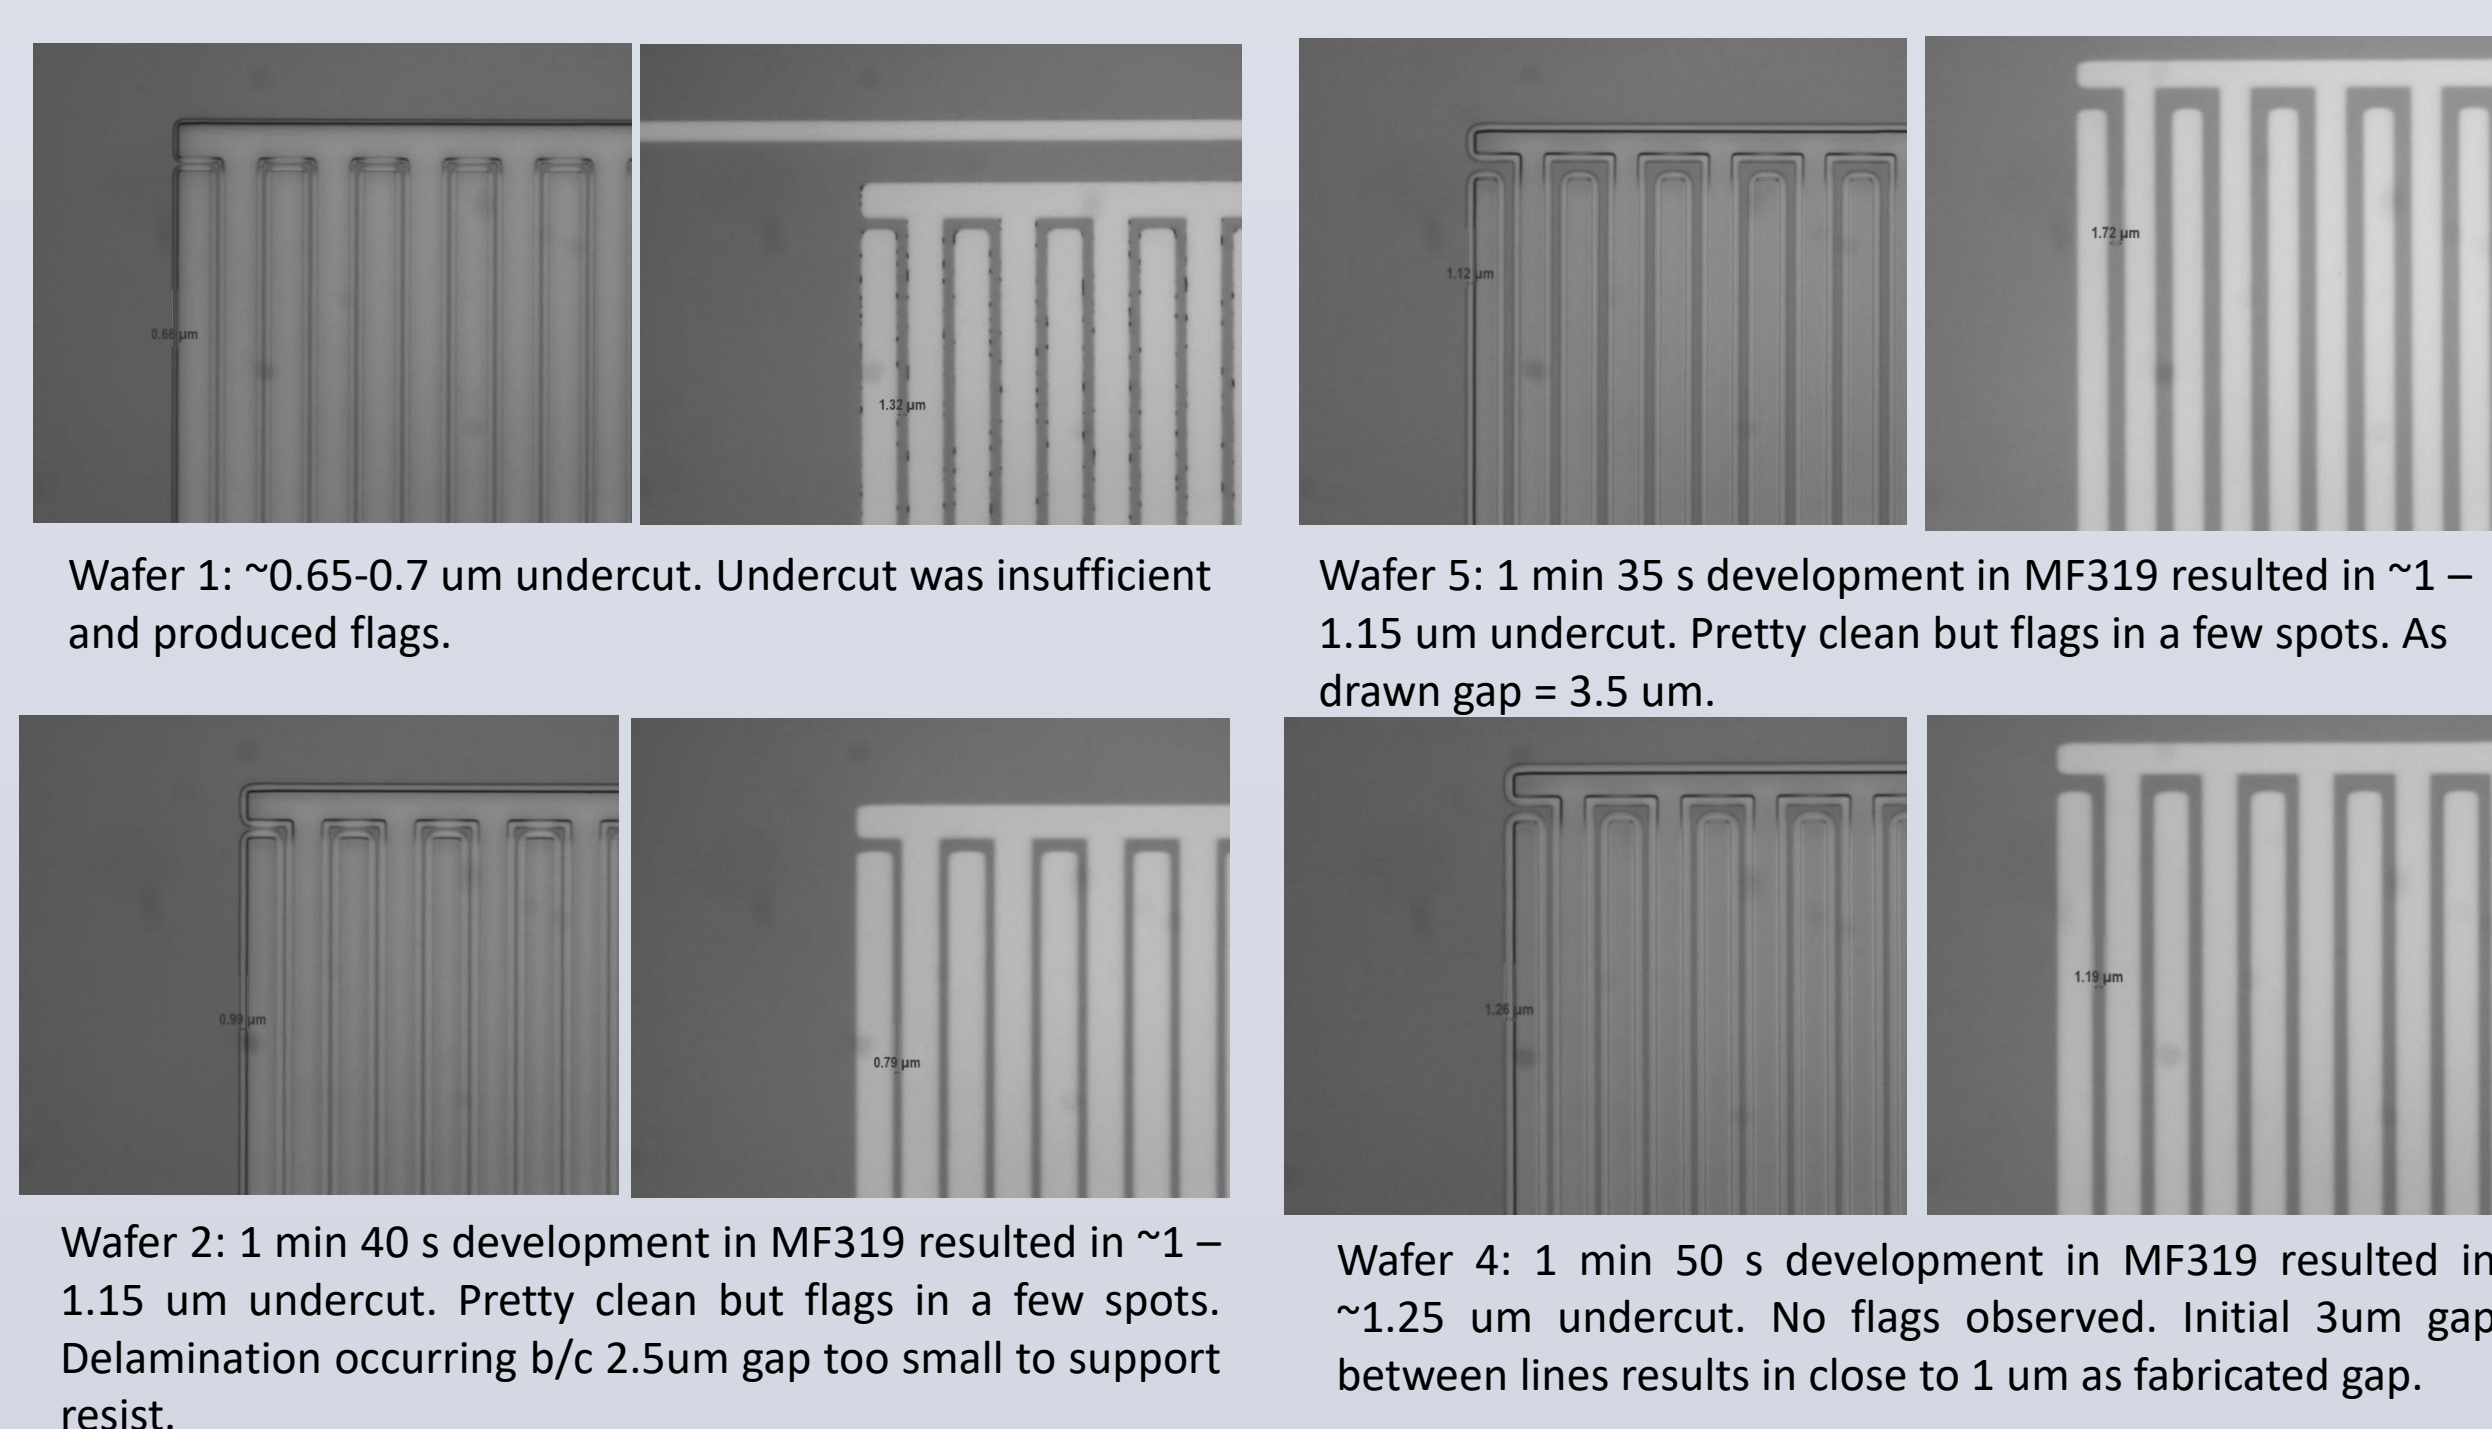 0.66 µm
1.32 µm
Wafer 1: ~0.65-0.7 um undercut. Undercut was insufficient
and produced flags.
1.12 µm
1.72 µm
Wafer 5: 1 min 35 s development in MF319 resulted in ~1 –
1.15 um undercut. Pretty clean but flags in a few spots. As
drawn gap = 3.5 um.
0.99 µm
0.79 µm
Wafer 2: 1 min 40 s development in MF319 resulted in ~1 –
1.15 um undercut. Pretty clean but flags in a few spots.
Delamination occurring b/c 2.5um gap too small to support
resist.
1.26 µm
1.19 µm
Wafer 4: 1 min 50 s development in MF319 resulted in
~1.25 um undercut. No flags observed. Initial 3um gap
between lines results in close to 1 um as fabricated gap.